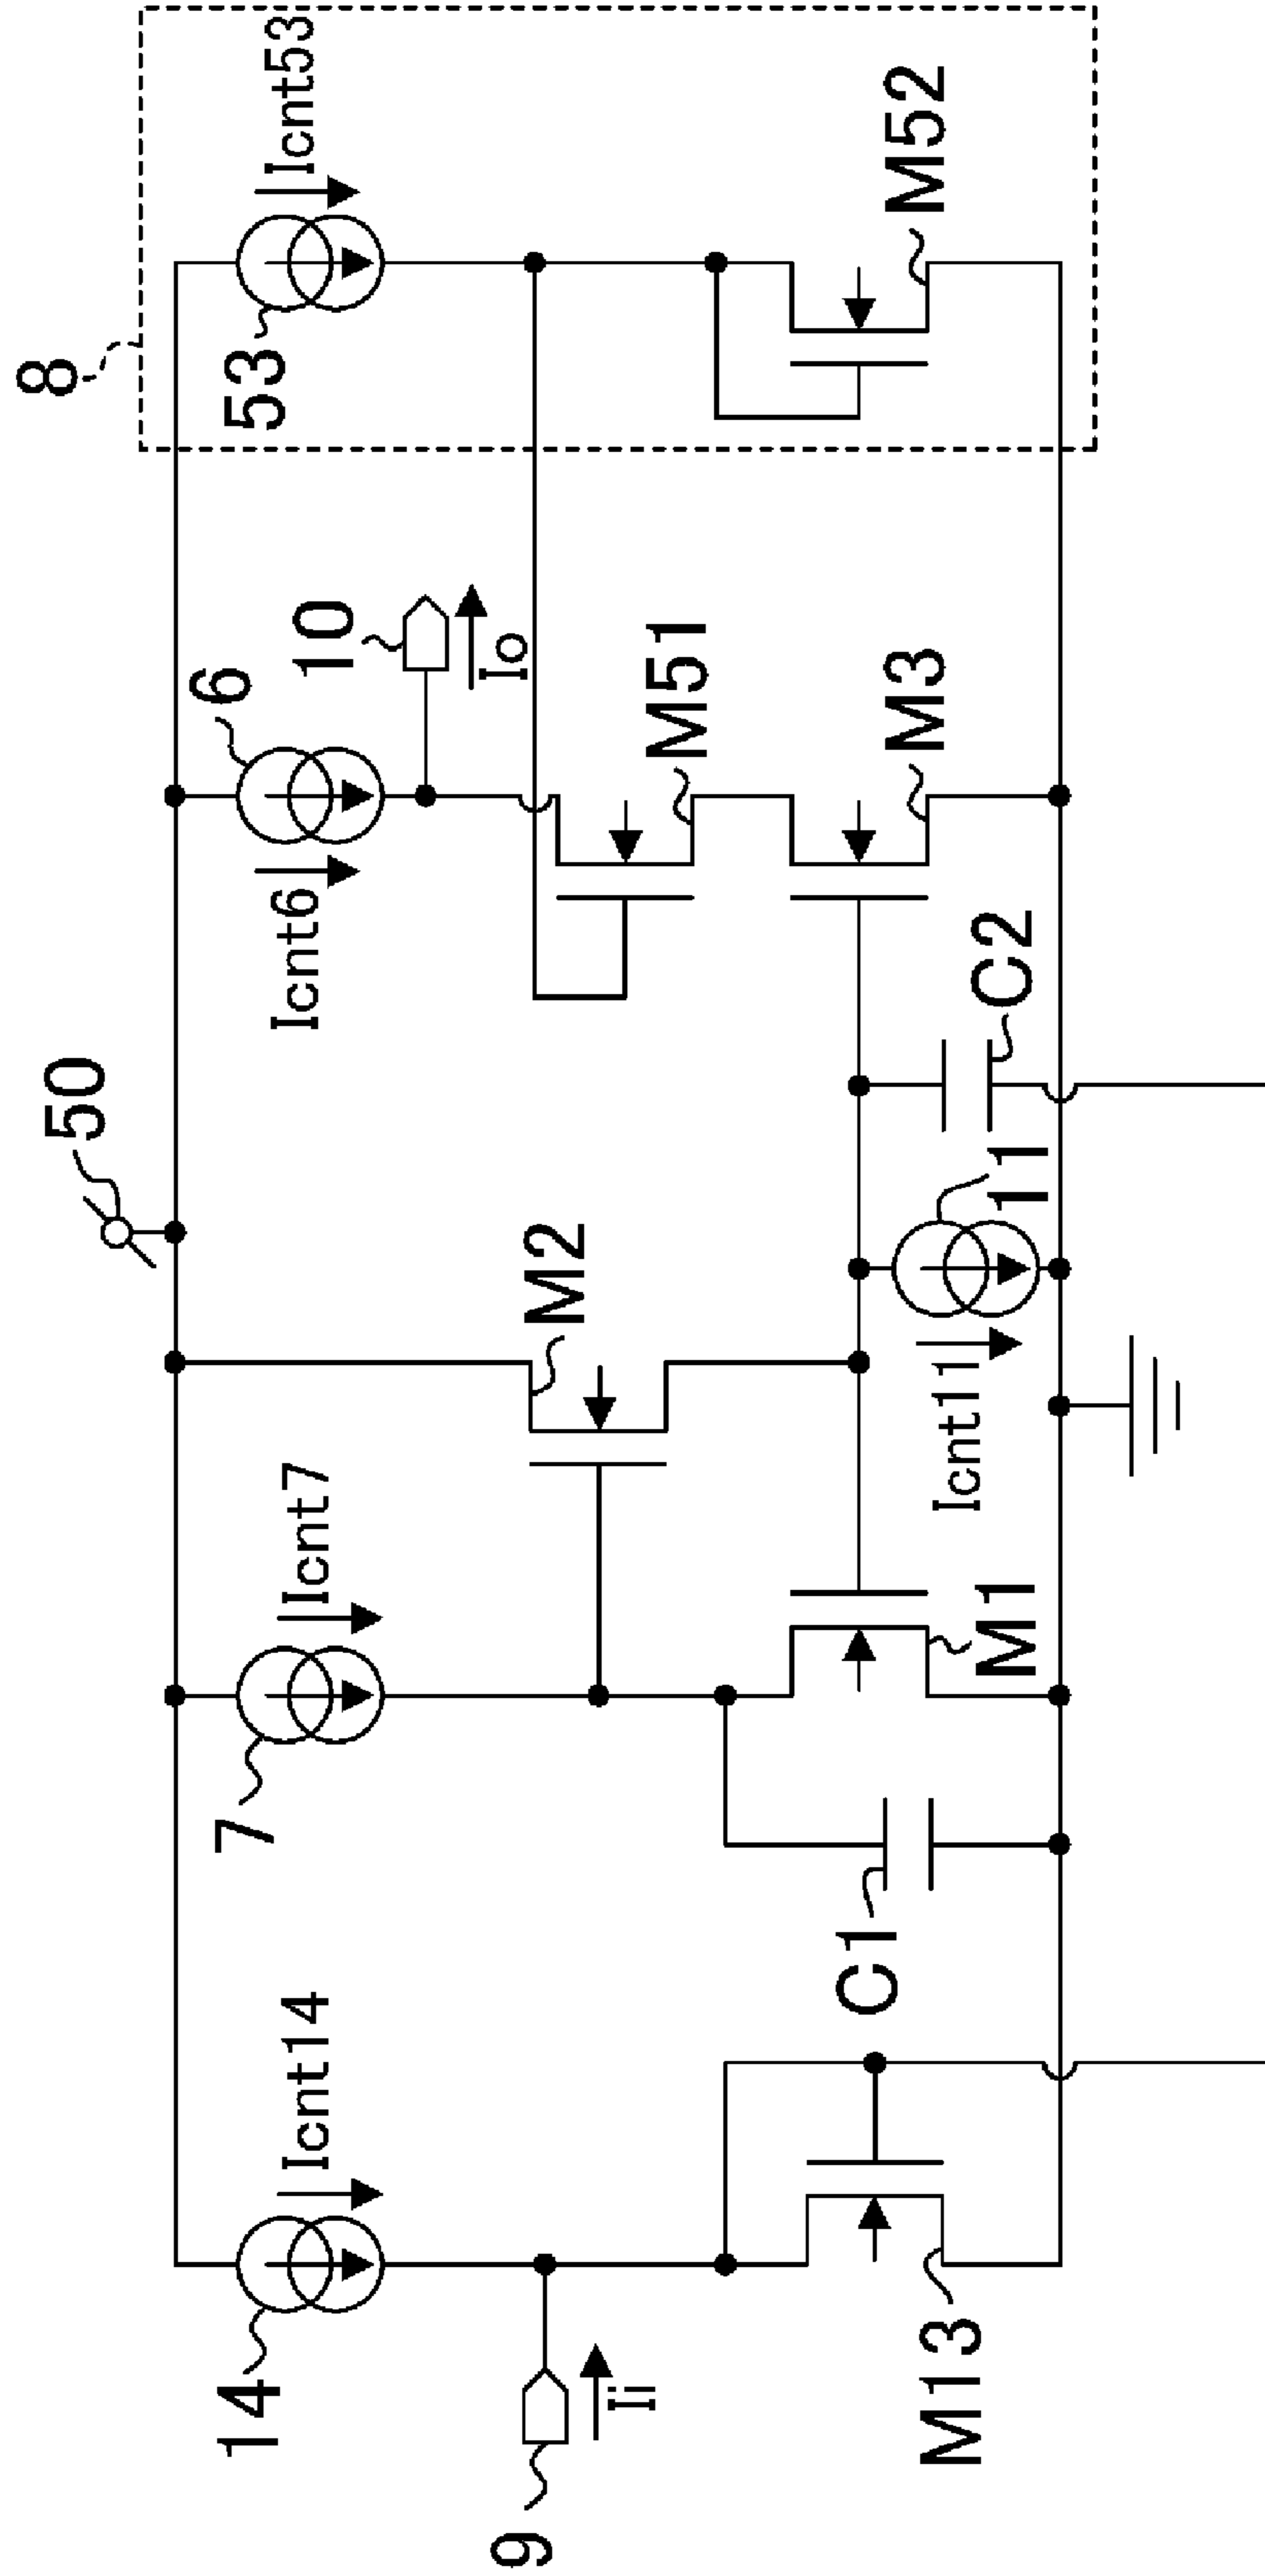 8
53
Icnt53
M52
6
Icnt6
10
Io
M51
M3
C2
50
M2
11
Icnt11
7
Icnt7
M1
C1
14
Icnt14
9
Ii
M13